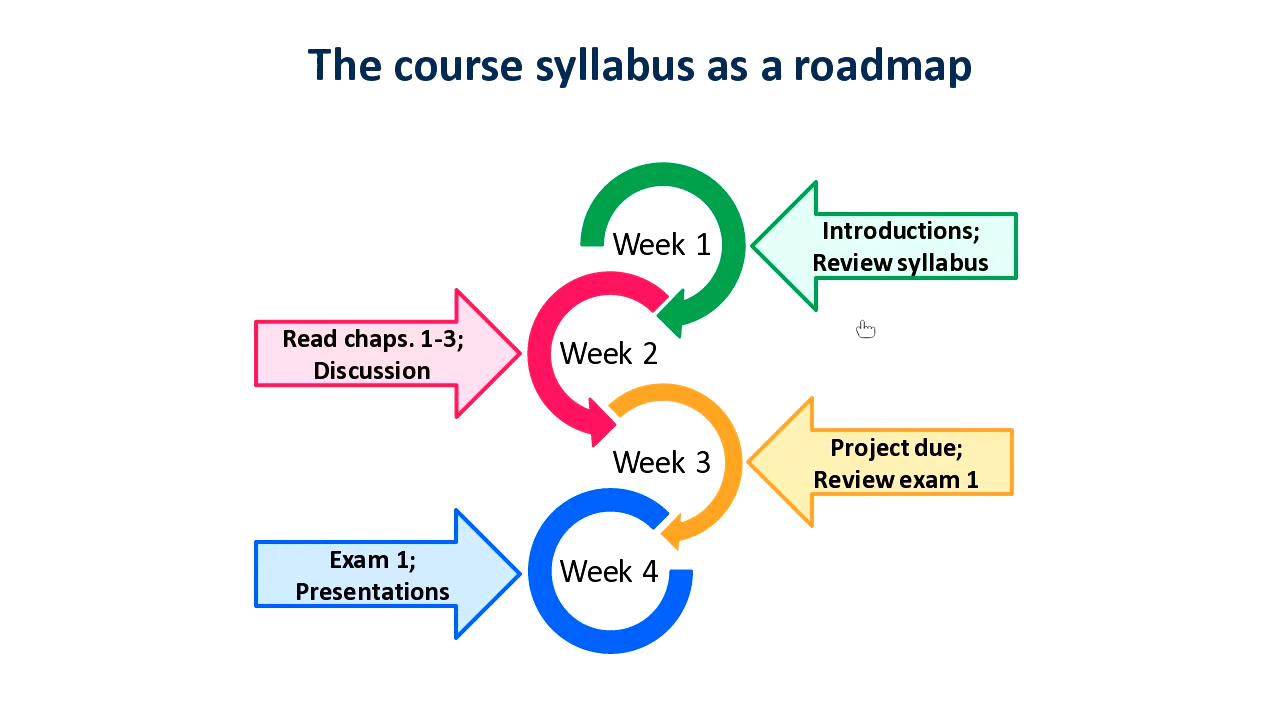 The course syllabus as a roadmap
Week 1
Introductions;
Review syllabus
Read chaps. 1-3;
Discussion
Week 2
Week 3
Project due;
Review exam 1
Exam 1;
Presentations
Week 4